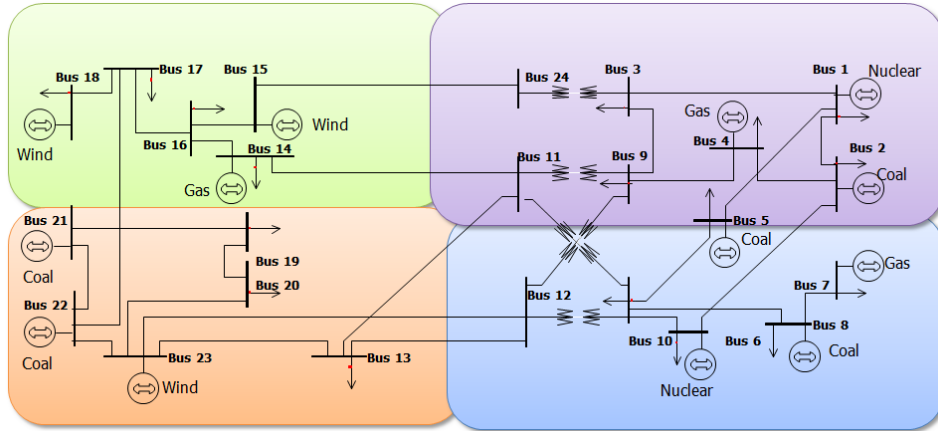 Bus 18
Bus 17
Bus 15
Bus 24
Bus 3
Bus 1
Nuclear
Gas
Wind
Wind
Bus 16
Bus 14
Bus 4
Bus 2
Bus 11
Bus 9
Coal
Gas
Bus 21
Bus 5
Coal
Coal
Bus 19
Gas
Bus 20
Bus 12
Bus 7
Bus 22
Bus 8
Coal
Bus 23
Bus 13
Bus 10
Bus 6
Coal
Wind
Nuclear